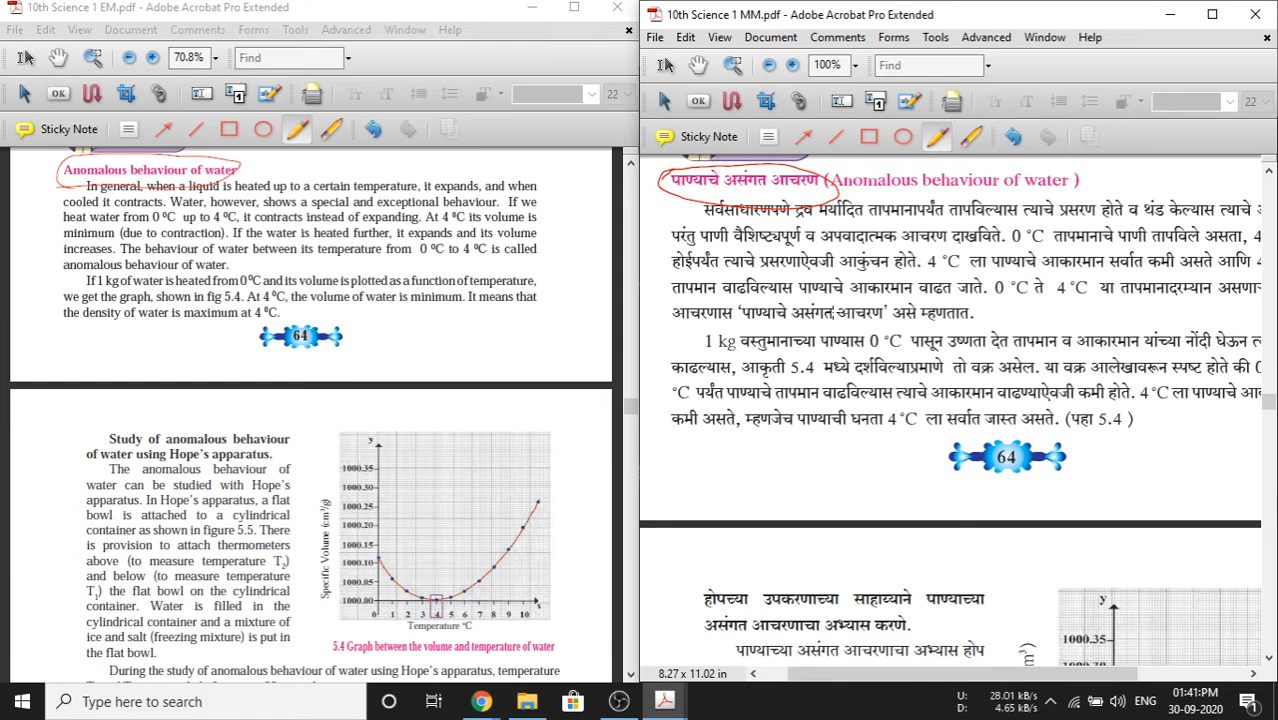 10th Science 1 EM.pdf - Adobe Acrobat Pro Extended
File Edit View Document Comments Forms Tools Advanced Window Help
70.8% Find
OK 22
Sticky Note
Anomalous behaviour of water
In general, when a liquid is heated up to a certain temperature, it expands, and when
cooled it contracts. Water, however, shows a special and exceptional behaviour. If we
heat water from 0 ⁰C up to 4 ⁰C, it contracts instead of expanding. At 4 ⁰C its volume is
minimum (due to contraction). If the water is heated further, it expands and its volume
increases. The behaviour of water between its temperature from 0 ⁰C to 4 ⁰C is called
anomalous behaviour of water.
If 1 kg of water is heated from 0 ⁰C and its volume is plotted as a function of temperature,
we get the graph, shown in fig 5.4. At 4 ⁰C, the volume of water is minimum. It means that
the density of water is maximum at 4 ⁰C.
64
Study of anomalous behaviour
of water using Hope's apparatus.
The anomalous behaviour of
water can be studied with Hope's
apparatus. In Hope's apparatus, a flat
bowl is attached to a cylindrical
container as shown in figure 5.5. There
is provision to attach thermometers
above (to measure temperature T₂)
and below (to measure temperature
T₁) the flat bowl on the cylindrical
container. Water is filled in the
cylindrical container and a mixture of
ice and salt (freezing mixture) is put in
the flat bowl.
y
1000.35
1000.30
1000.25
1000.20
1000.15
1000.10
1000.05
1000.00
Specific Volume (cm³/g)
0 1 2 3 4 5 6 7 8 9 10 x
Temperature ⁰C
5.4 Graph between the volume and temperature of water
During the study of anomalous behaviour of water using Hope's apparatus, temperature
10th Science 1 MM.pdf - Adobe Acrobat Pro Extended
File Edit View Document Comments Forms Tools Advanced Window Help
100% Find
OK 22
Sticky Note
पाण्याचे असंगत आचरण (Anomalous behaviour of water )
सर्वसाधारणपणे द्रव मर्यादित तापमानापर्यंत तापविल्यास त्याचे प्रसरण होते व थंड केल्यास त्याचे
परंतु पाणी वैशिष्ट्यपूर्ण व अपवादात्मक आचरण दाखविते. 0 °C तापमानाचे पाणी तापविले असता, 4
होईपर्यंत त्याचे प्रसरणाऐवजी आकुंचन होते. 4 °C ला पाण्याचे आकारमान सर्वात कमी असते आणि 4
तापमान वाढविल्यास पाण्याचे आकारमान वाढत जाते. 0 °C ते 4 °C या तापमानादरम्यान
आचरणास 'पाण्याचे असंगत आचरण' असे म्हणतात.
1 kg वस्तुमानाच्या पाण्यास 0 °C पासून उष्णता देत तापमान व आकारमान यांच्या नोंदी घेऊन
काढल्यास, आकृती 5.4 मध्ये दर्शविल्याप्रमाणे तो वक्र असेल. या वक्र आलेखावरून स्पष्ट होते की 0
°C पर्यंत पाण्याचे तापमान वाढविल्यास त्याचे आकारमान वाढण्याऐवजी कमी होते. 4 °C ला पाण्याचे
कमी असते, म्हणजेच पाण्याची घनता 4 °C ला सर्वात जास्त असते. (पहा 5.4 )
64
होपच्या उपकरणाच्या साहाय्याने पाण्याच्या
असंगत आचरणाचा अभ्यास करणे.
पाण्याच्या असंगत आचरणाचा अभ्यास होप
y
1000.35
8.27 x 11.02 in
Type here to search
U: 28.01 kB/s
D: 4.65 kB/s
ENG
01:41 PM
30-09-2020
1